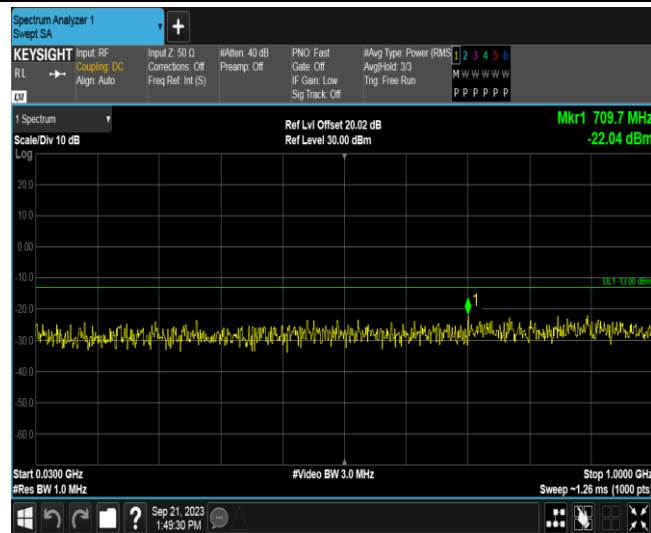 Spectrum Analyzer 1
Swept SA
+
KEYSIGHT
RL
LXI
Input: RF
Coupling: DC
Align: Auto
Input Z: 50 Ω
Corrections: Off
Freq Ref: Int (S)
#Atten: 40 dB
Preamp: Off
PNO: Fast
Gate: Off
IF Gain: Low
Sig Track: Off
#Avg Type: Power (RMS
Avg|Hold: 3/3
Trig: Free Run
1 2 3 4 5 6
M W W W W W
P P P P P P
1 Spectrum
Scale/Div 10 dB
Log
Ref Lvl Offset 20.02 dB
Ref Level 30.00 dBm
Mkr1 709.7 MHz
-22.04 dBm
20.0
10.0
0.00
-10.0
-20.0
-30.0
-40.0
-50.0
-60.0
DL1 -13.00 dBm
1
Start 0.0300 GHz
#Res BW 1.0 MHz
#Video BW 3.0 MHz
Stop 1.0000 GHz
Sweep ~1.26 ms (1000 pts)
?
Sep 21, 2023
1:49:30 PM